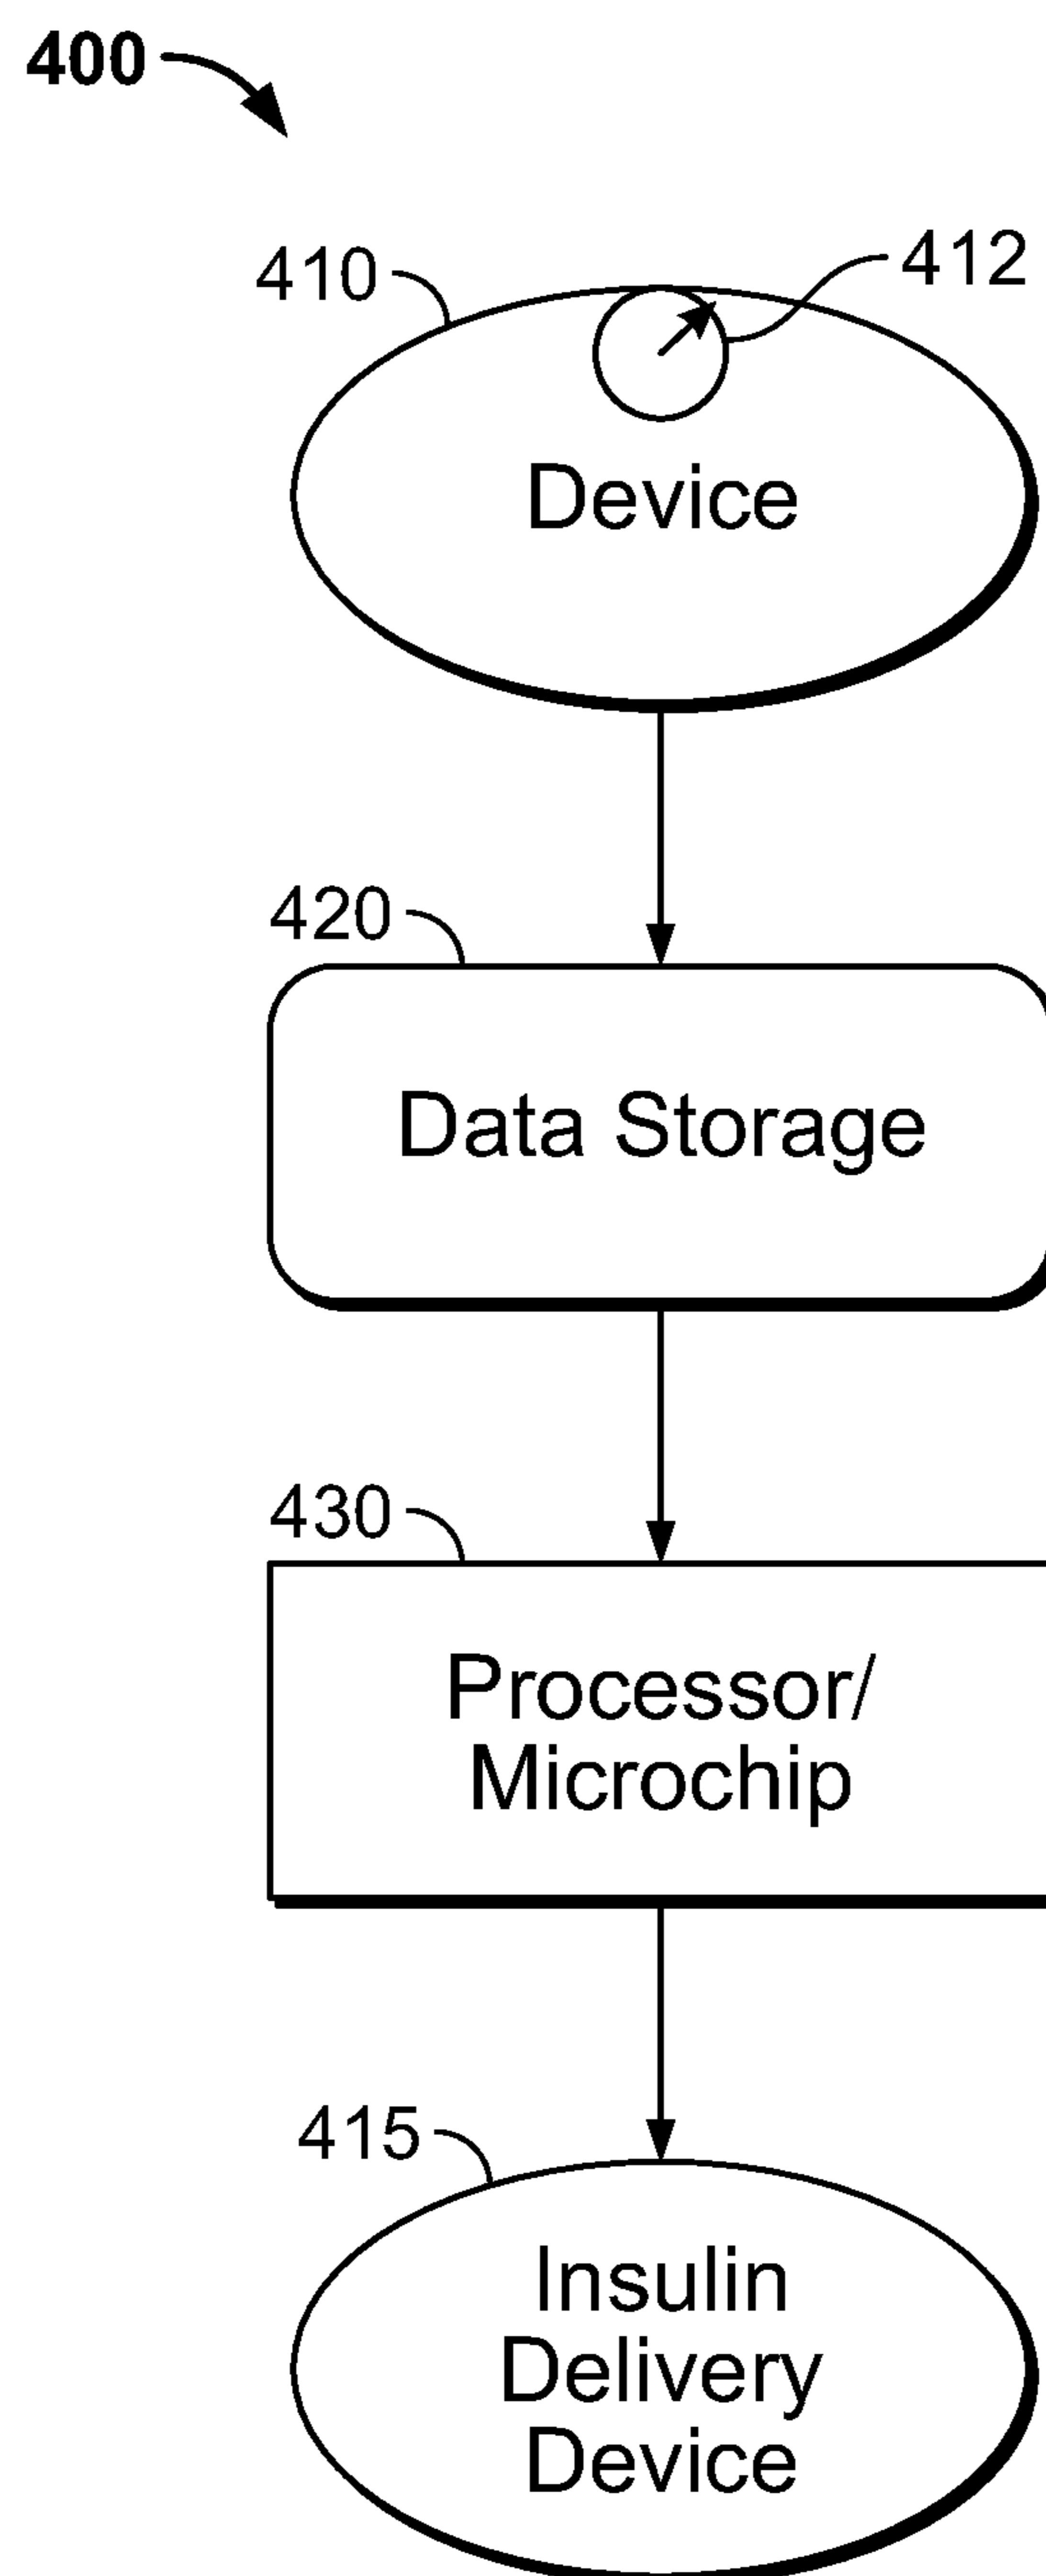 400
410
412
Device
420
Data Storage
430
Processor/
Microchip
415
Insulin
Delivery
Device